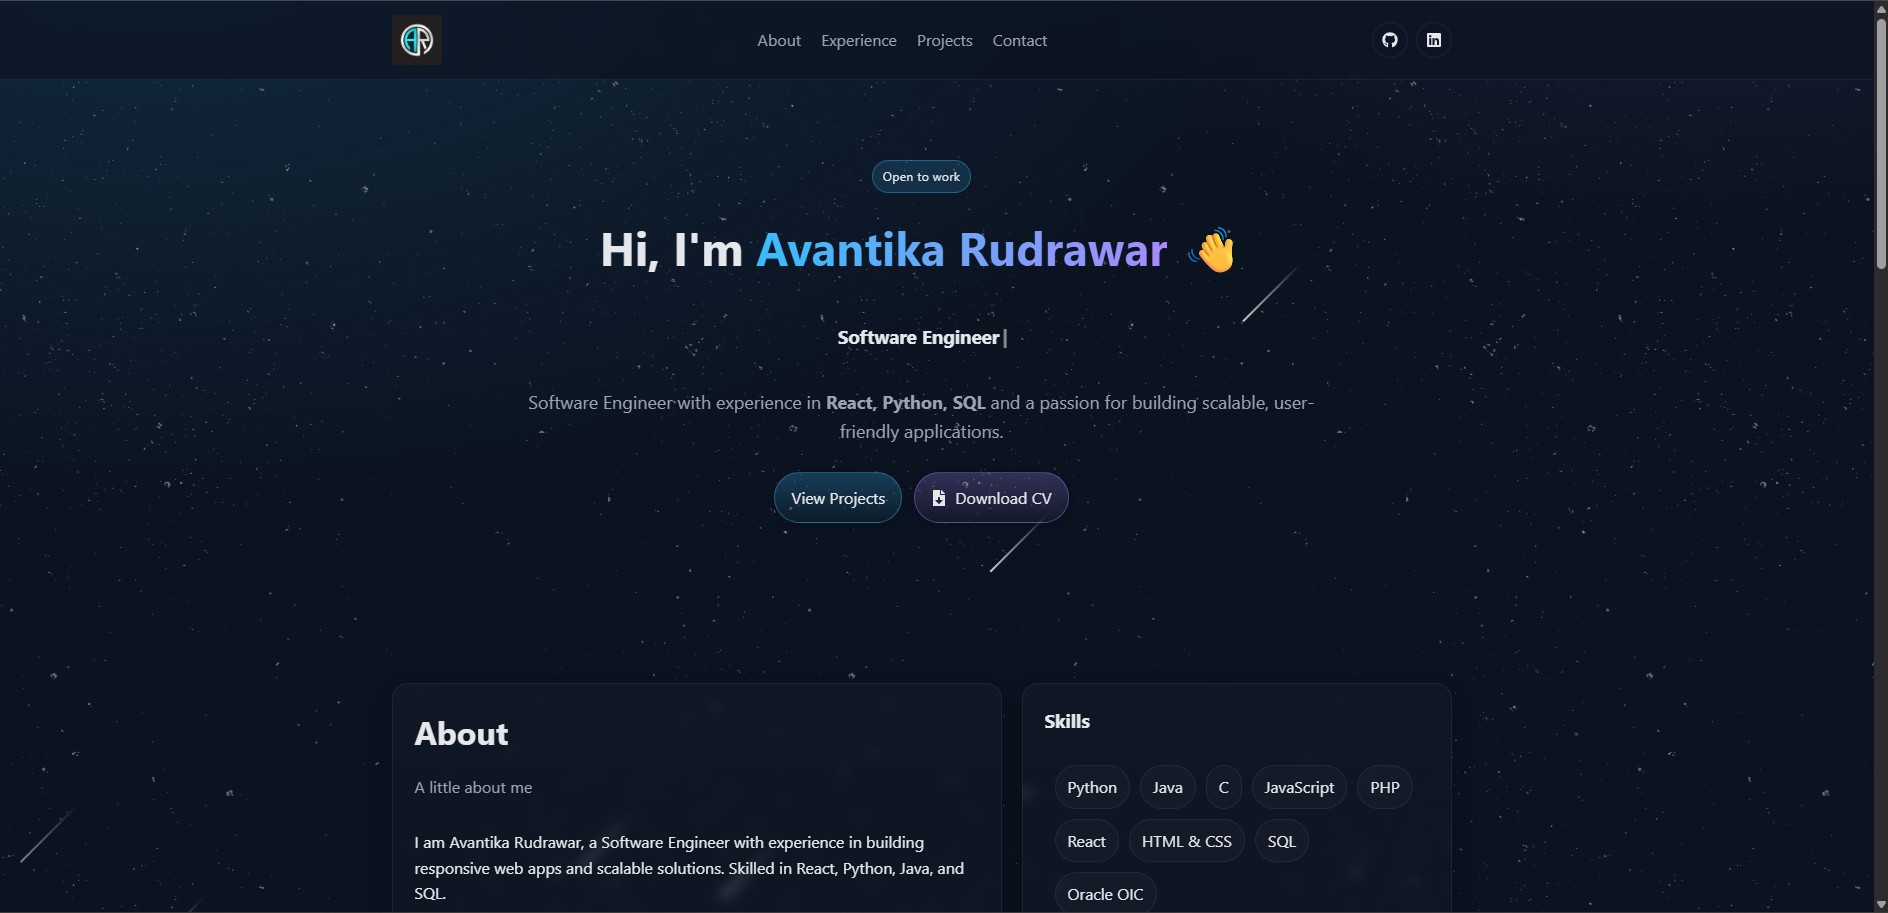 AR
About Experience Projects Contact
Open to work
Hi, I'm Avantika Rudrawar 👋
Software Engineer|
Software Engineer with experience in React, Python, SQL and a passion for building scalable, user-
friendly applications.
View Projects Download CV
About
A little about me
I am Avantika Rudrawar, a Software Engineer with experience in building
responsive web apps and scalable solutions. Skilled in React, Python, Java, and
SQL.
Skills
Python Java C JavaScript PHP
React HTML & CSS SQL
Oracle OIC